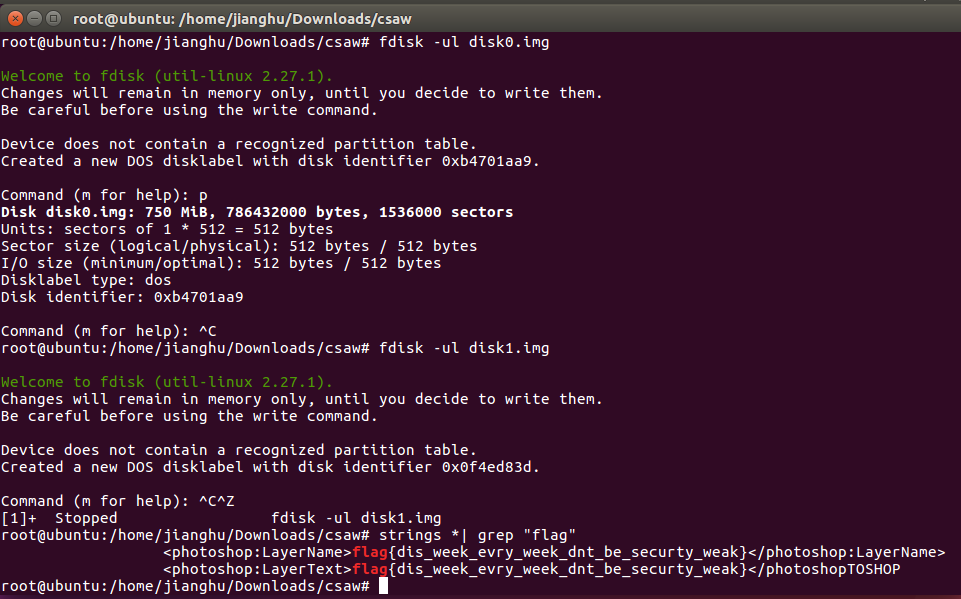 root@ubuntu: /home/jianghu/Downloads/csaw
root@ubuntu:/home/jianghu/Downloads/csaw# fdisk -ul disk0.img
Welcome to fdisk (util-linux 2.27.1).
Changes will remain in memory only, until you decide to write them.
Be careful before using the write command.
Device does not contain a recognized partition table.
Created a new DOS disklabel with disk identifier 0xb4701aa9.
Command (m for help): p
Disk disk0.img: 750 MiB, 786432000 bytes, 1536000 sectors
Units: sectors of 1 * 512 = 512 bytes
Sector size (logical/physical): 512 bytes / 512 bytes
I/O size (minimum/optimal): 512 bytes / 512 bytes
Disklabel type: dos
Disk identifier: 0xb4701aa9
Command (m for help): ^C
root@ubuntu:/home/jianghu/Downloads/csaw# fdisk -ul disk1.img
Welcome to fdisk (util-linux 2.27.1).
Changes will remain in memory only, until you decide to write them.
Be careful before using the write command.
Device does not contain a recognized partition table.
Created a new DOS disklabel with disk identifier 0x0f4ed83d.
Command (m for help): ^C^Z
[1]+  Stopped                 fdisk -ul disk1.img
root@ubuntu:/home/jianghu/Downloads/csaw# strings *| grep "flag"
<photoshop:LayerName>flag{dis_week_evry_week_dnt_be_securty_weak}</photoshop:LayerName>
<photoshop:LayerText>flag{dis_week_evry_week_dnt_be_securty_weak}</photoshopTOSHOP
root@ubuntu:/home/jianghu/Downloads/csaw#